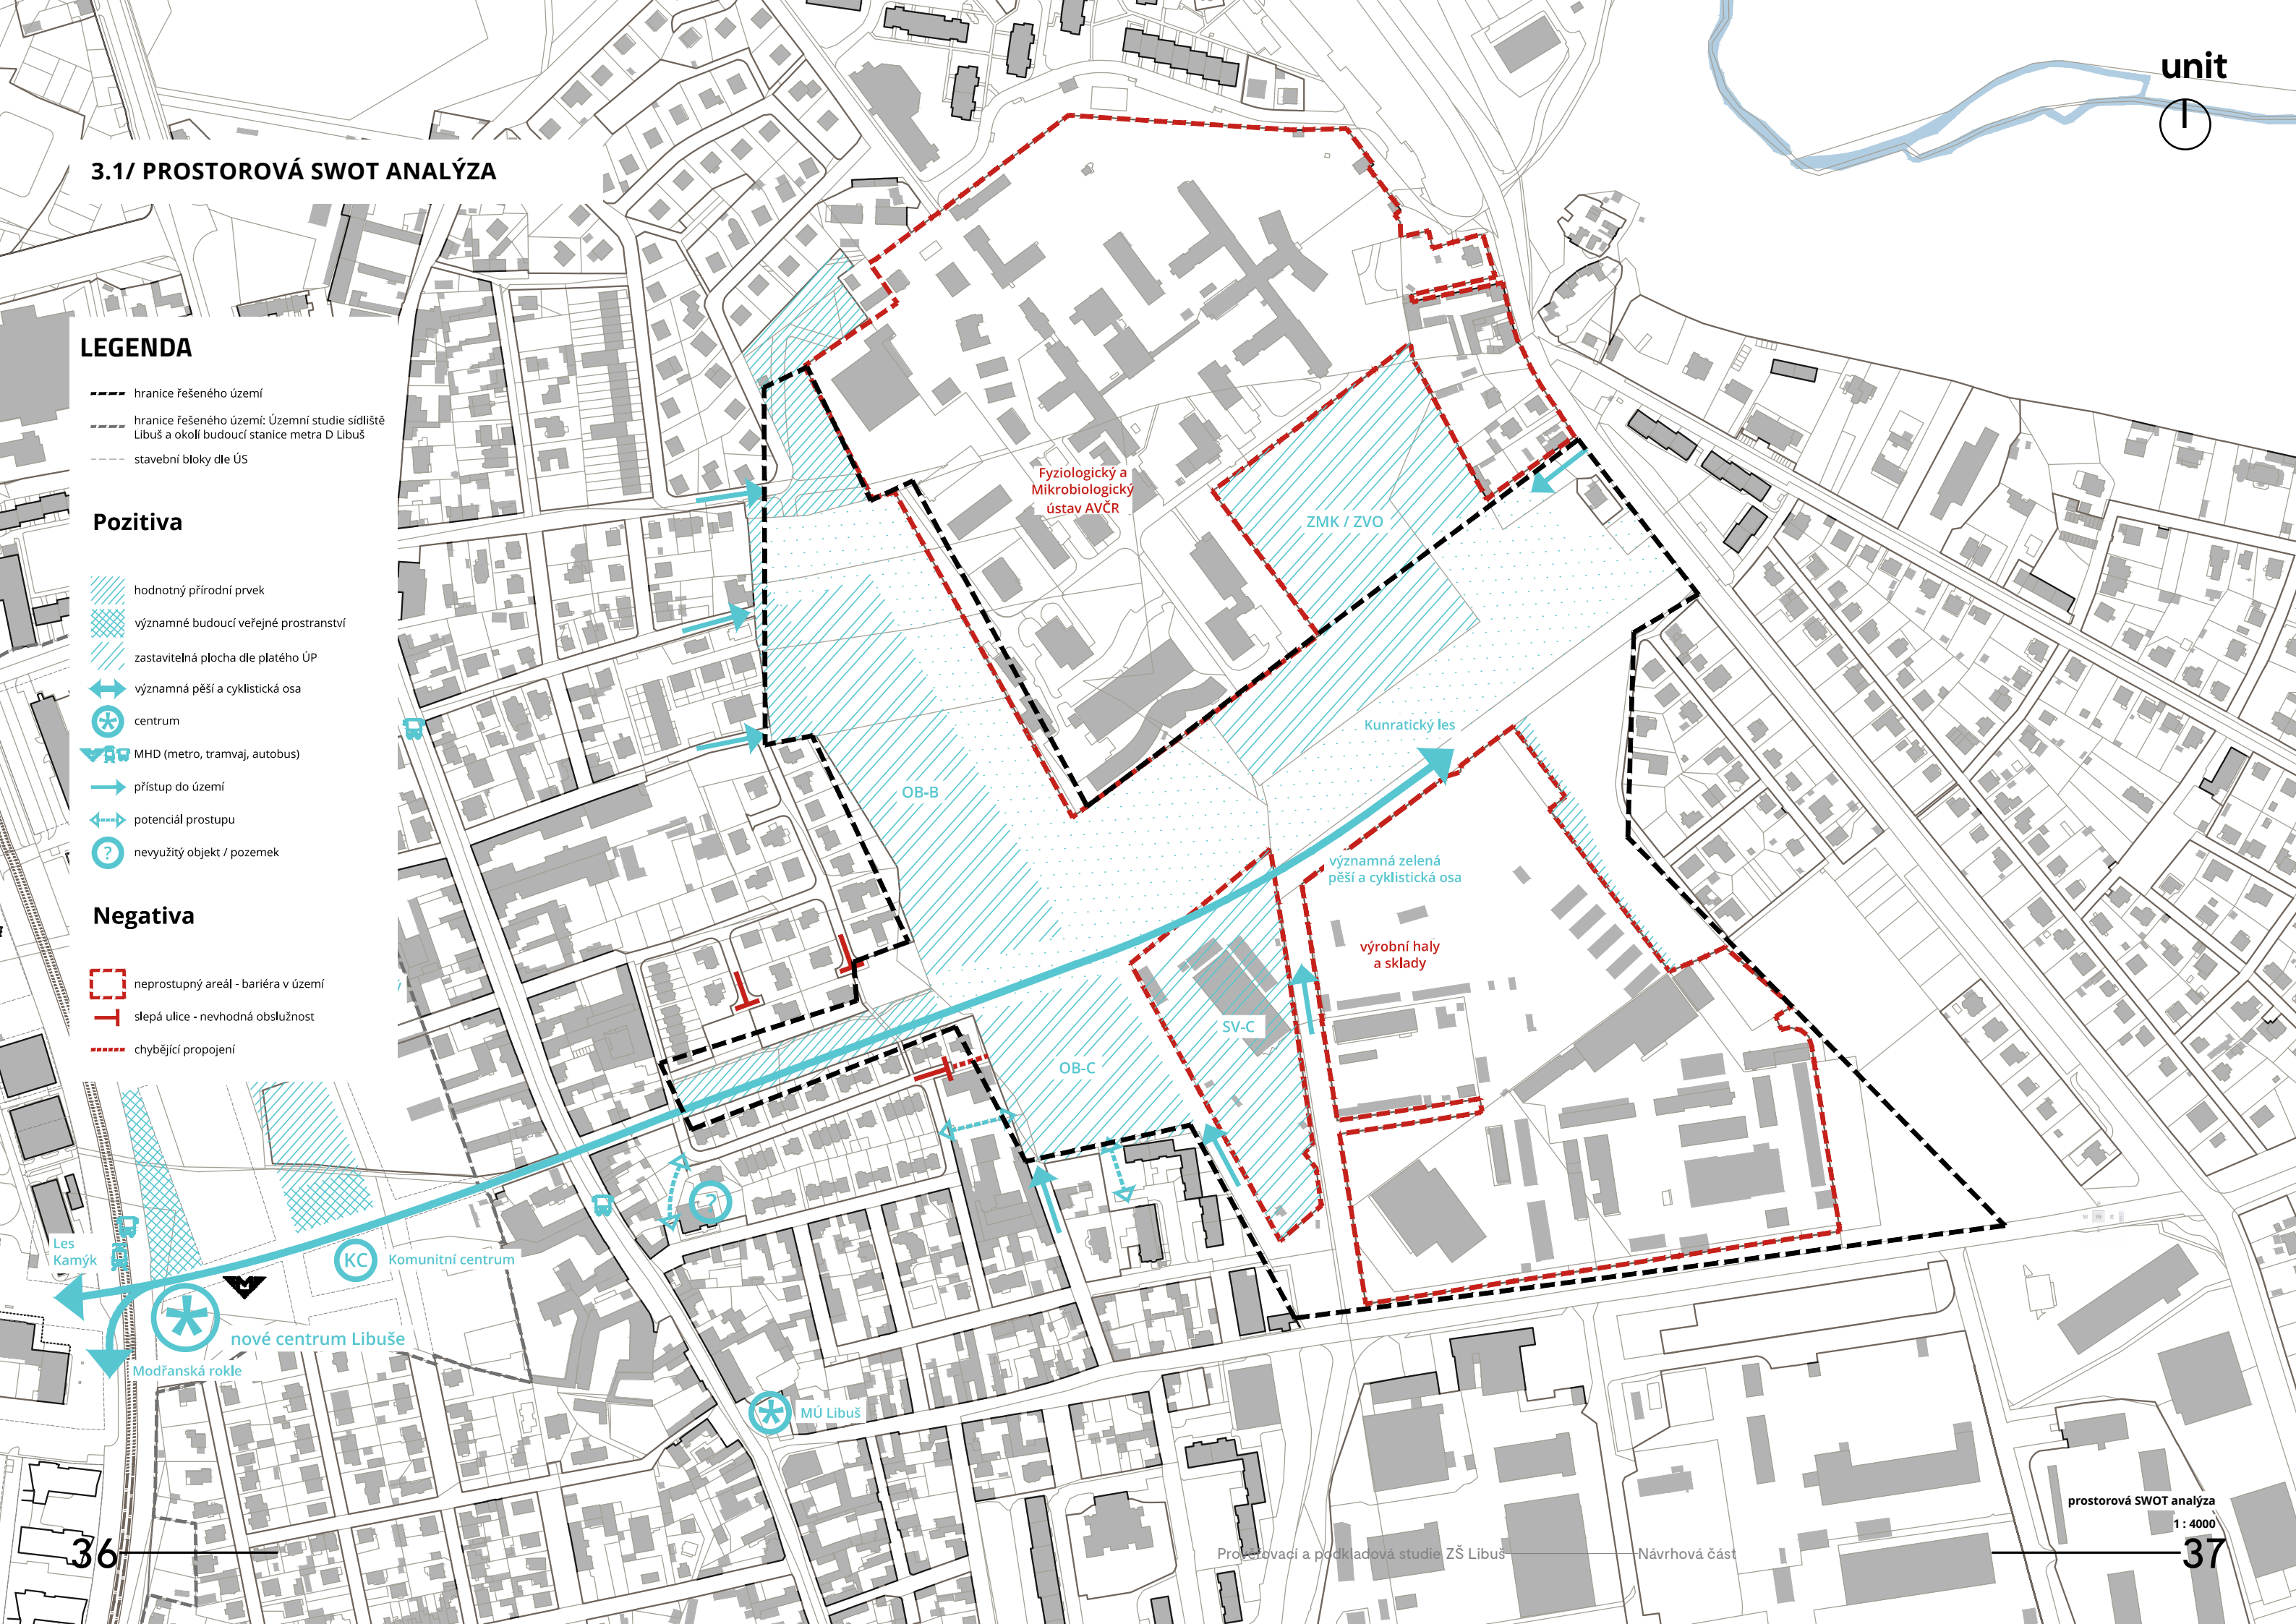 unit
3.1/ PROSTOROVÁ SWOT ANALÝZA
LEGENDA
hranice řešeného území
hranice řešeného území: Územní studie sídliště
Libuš a okolí budoucí stanice metra D Libuš
stavební bloky dle ÚS
Pozitiva
hodnotný přírodní prvek
významné budoucí veřejné prostranství
zastavitelná plocha dle platého ÚP
významná pěší a cyklistická osa
centrum
MHD (metro, tramvaj, autobus)
přístup do území
potenciál prostupu
?
nevyužitý objekt / pozemek
Negativa
neprostupný areál - bariéra v území
slepá ulice - nevhodná obslužnost
chybějící propojení
Fyziologický a
Mikrobiologický
ústav AVČR
ZMK / ZVO
Kunratický les
OB-B
významná zelená
pěší a cyklistická osa
výrobní haly
a sklady
SV-C
OB-C
?
Les
Kamýk
KC
Komunitní centrum
nové centrum Libuše
Modřanská rokle
MÚ Libuš
prostorová SWOT analýza
1 : 4000
36
Prověřovací a podkladová studie ZŠ Libuš
Návrhová část
37